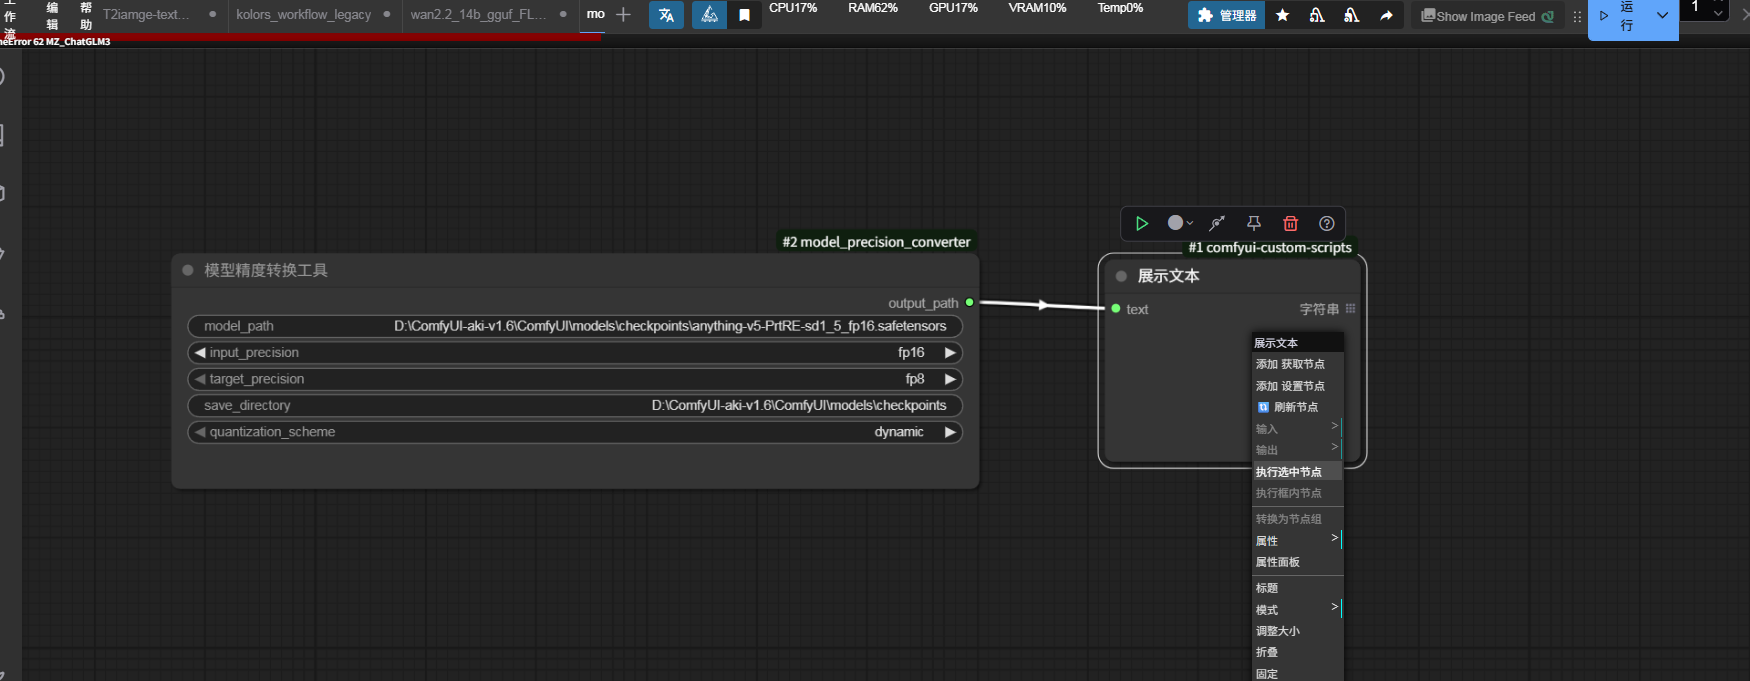 工作流
编辑
帮助
T2iamge-text...
kolors_workflow_legacy
wan2.2_14b_gguf_FL...
mo
CPU17%
RAM62%
GPU17%
VRAM10%
Temp0%
管理器
Show Image Feed
运行
1
neError 62 MZ_ChatGLM3
#2 model_precision_converter
模型精度转换工具
output_path
model_path D:\ComfyUI-aki-v1.6\ComfyUI\models\checkpoints\anything-v5-PrtRE-sd1_5_fp16.safetensors
input_precision fp16
target_precision fp8
save_directory D:\ComfyUI-aki-v1.6\ComfyUI\models\checkpoints
quantization_scheme dynamic
#1 comfyui-custom-scripts
展示文本
text 字符串
展示文本
添加 获取节点
添加 设置节点
刷新节点
输入 >
输出 >
执行选中节点
执行框内节点
转换为节点组
属性 >
属性面板
标题
模式 >
调整大小
折叠
固定